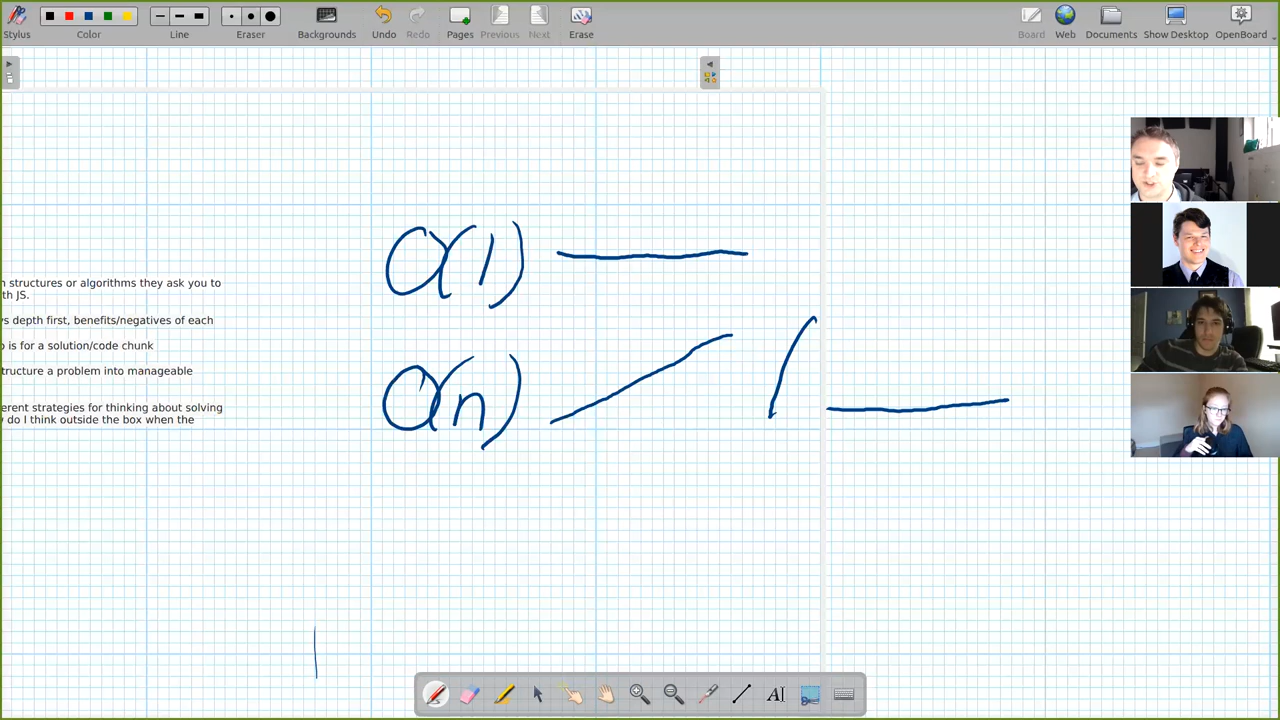 Stylus
Color
Line
Eraser
Backgrounds
Undo
Redo
Pages
Previous
Next
Erase
Board
Web
Documents
Show Desktop
OpenBoard
O(1)
structures or algorithms they ask you to
th JS.
s depth first, benefits/negatives of each
is for a solution/code chunk
tructure a problem into manageable
erent strategies for thinking about solving
do I think outside the box when the
O(n)
AI